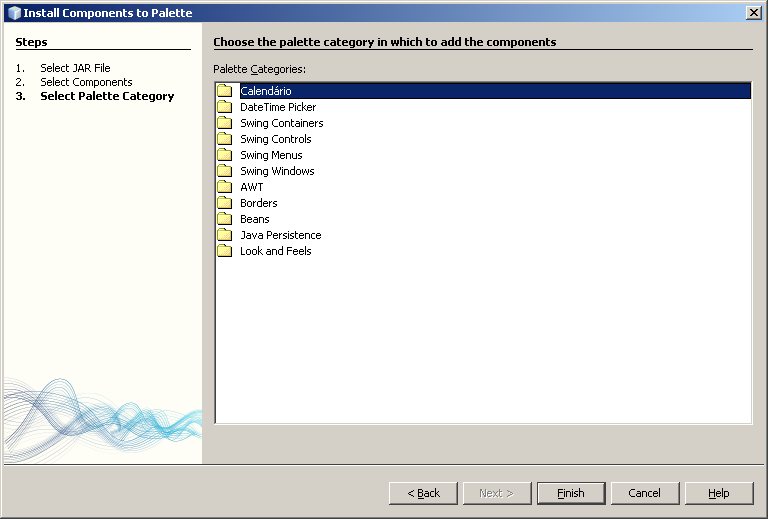 Install Components to Palette
Steps
1. Select JAR File
2. Select Components
3. Select Palette Category
Choose the palette category in which to add the components
Palette Categories:
Calendário
DateTime Picker
Swing Containers
Swing Controls
Swing Menus
Swing Windows
AWT
Borders
Beans
Java Persistence
Look and Feels
< Back Next > Finish Cancel Help